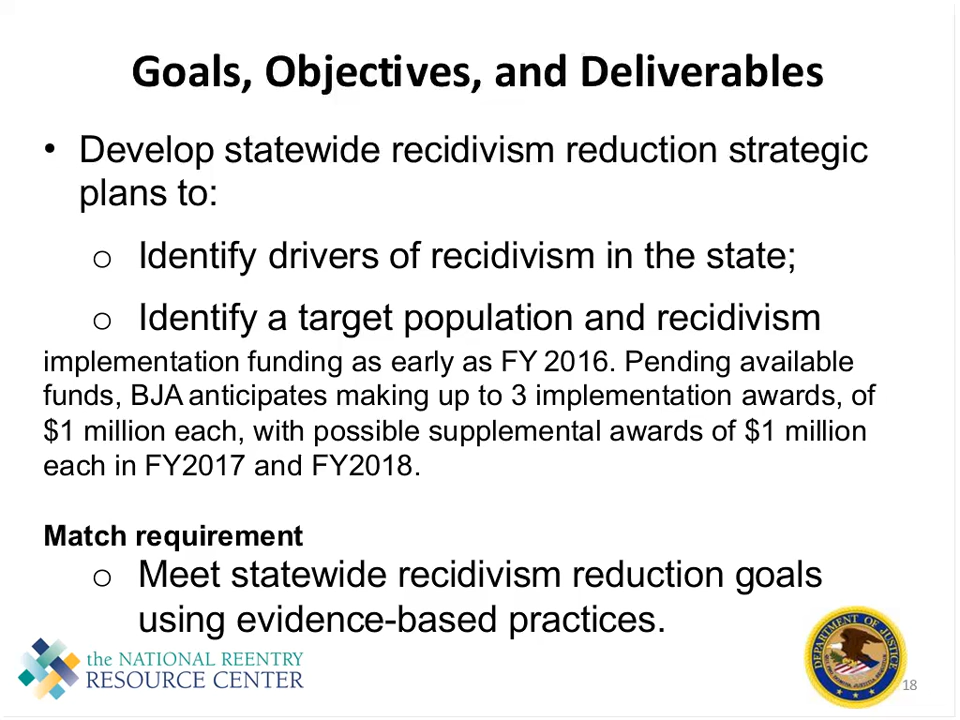 Goals, Objectives, and Deliverables
• Develop statewide recidivism reduction strategic
plans to:
o Identify drivers of recidivism in the state;
o Identify a target population and recidivism
implementation funding as early as FY 2016. Pending available
funds, BJA anticipates making up to 3 implementation awards, of
$1 million each, with possible supplemental awards of $1 million
each in FY2017 and FY2018.
Match requirement
o Meet statewide recidivism reduction goals
using evidence-based practices.
the NATIONAL REENTRY
RESOURCE CENTER
DEPARTMENT OF JUSTICE
18